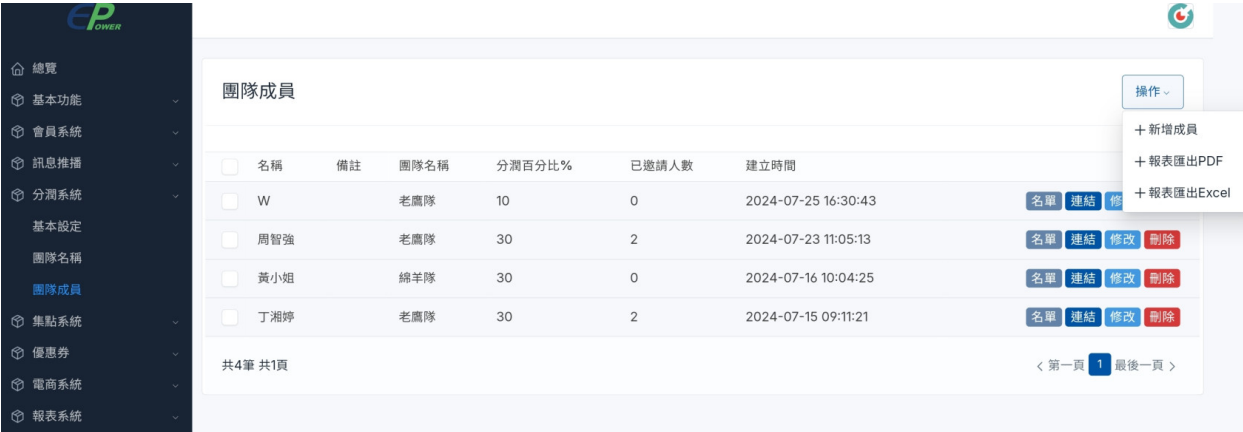 EPOWER
總覽
基本功能
會員系統
訊息推播
分潤系統
基本設定
團隊名稱
團隊成員
集點系統
優惠券
電商系統
報表系統
團隊成員
操作
+新增成員
+報表匯出PDF
+報表匯出Excel
名稱 備註 團隊名稱 分潤百分比% 已邀請人數 建立時間
W 老鷹隊 10 0 2024-07-25 16:30:43 名單 連結 修
周智強 老鷹隊 30 2 2024-07-23 11:05:13 名單 連結 修改 刪除
黃小姐 綿羊隊 30 0 2024-07-16 10:04:25 名單 連結 修改 刪除
丁湘婷 老鷹隊 30 2 2024-07-15 09:11:21 名單 連結 修改 刪除
共4筆 共1頁
第一頁 1 最後一頁